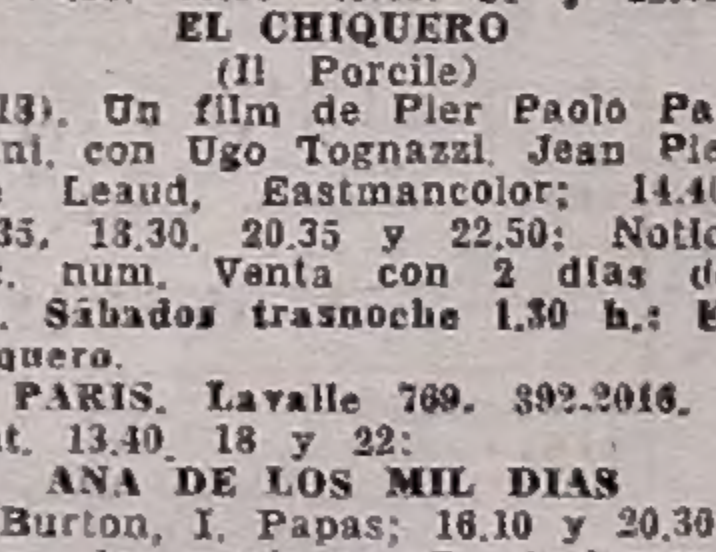 EL CHIQUERO
(Il Porcile)
18). Un film de Pier Paolo Pa
ni, con Ugo Tognazzi, Jean Pie
Leaud, Eastmancolor; 14.40
35, 18.30, 20.35 y 22.50; Notic
num. Venta con 2 días d
Sábados trasnoche 1.30 h.: E
quero.
PARIS. Lavalle 769. 392-2016.
t. 13.40, 18 y 22:
ANA DE LOS MIL DIAS
Burton, I. Papas; 16.10 y 20.30